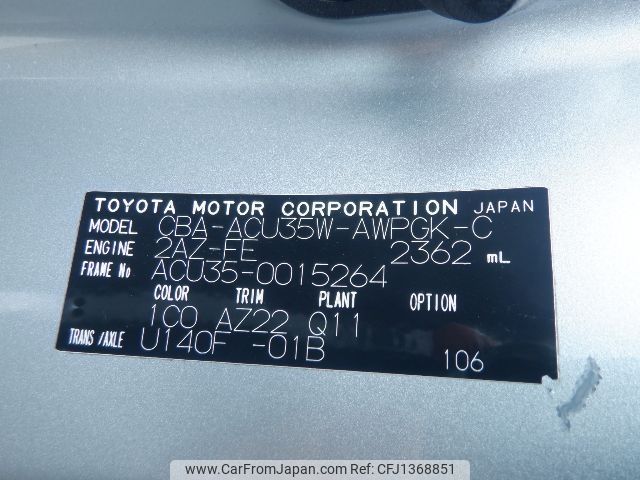 TOYOTA MOTOR CORPORATION JAPAN
MODEL CBA-ACU35W-AWPGK-C
ENGINE 2AZ-FE 2362 mL
FRAME No ACU35-0015264
COLOR TRIM PLANT OPTION
1C0 AZ22 Q11
TRANS/AXLE U140F -01B 106
www.CarFromJapan.com - CFJ1368851